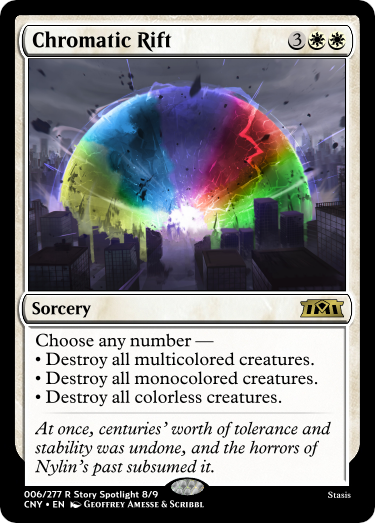 Chromatic Rift 3
Sorcery
Choose any number —
• Destroy all multicolored creatures.
• Destroy all monocolored creatures.
• Destroy all colorless creatures.
At once, centuries' worth of tolerance and
stability was undone, and the horrors of
Nylin's past subsumed it.
006/277 R Story Spotlight 8/9
Stasis
CNY • EN Geoffrey Amesse & Scribbl